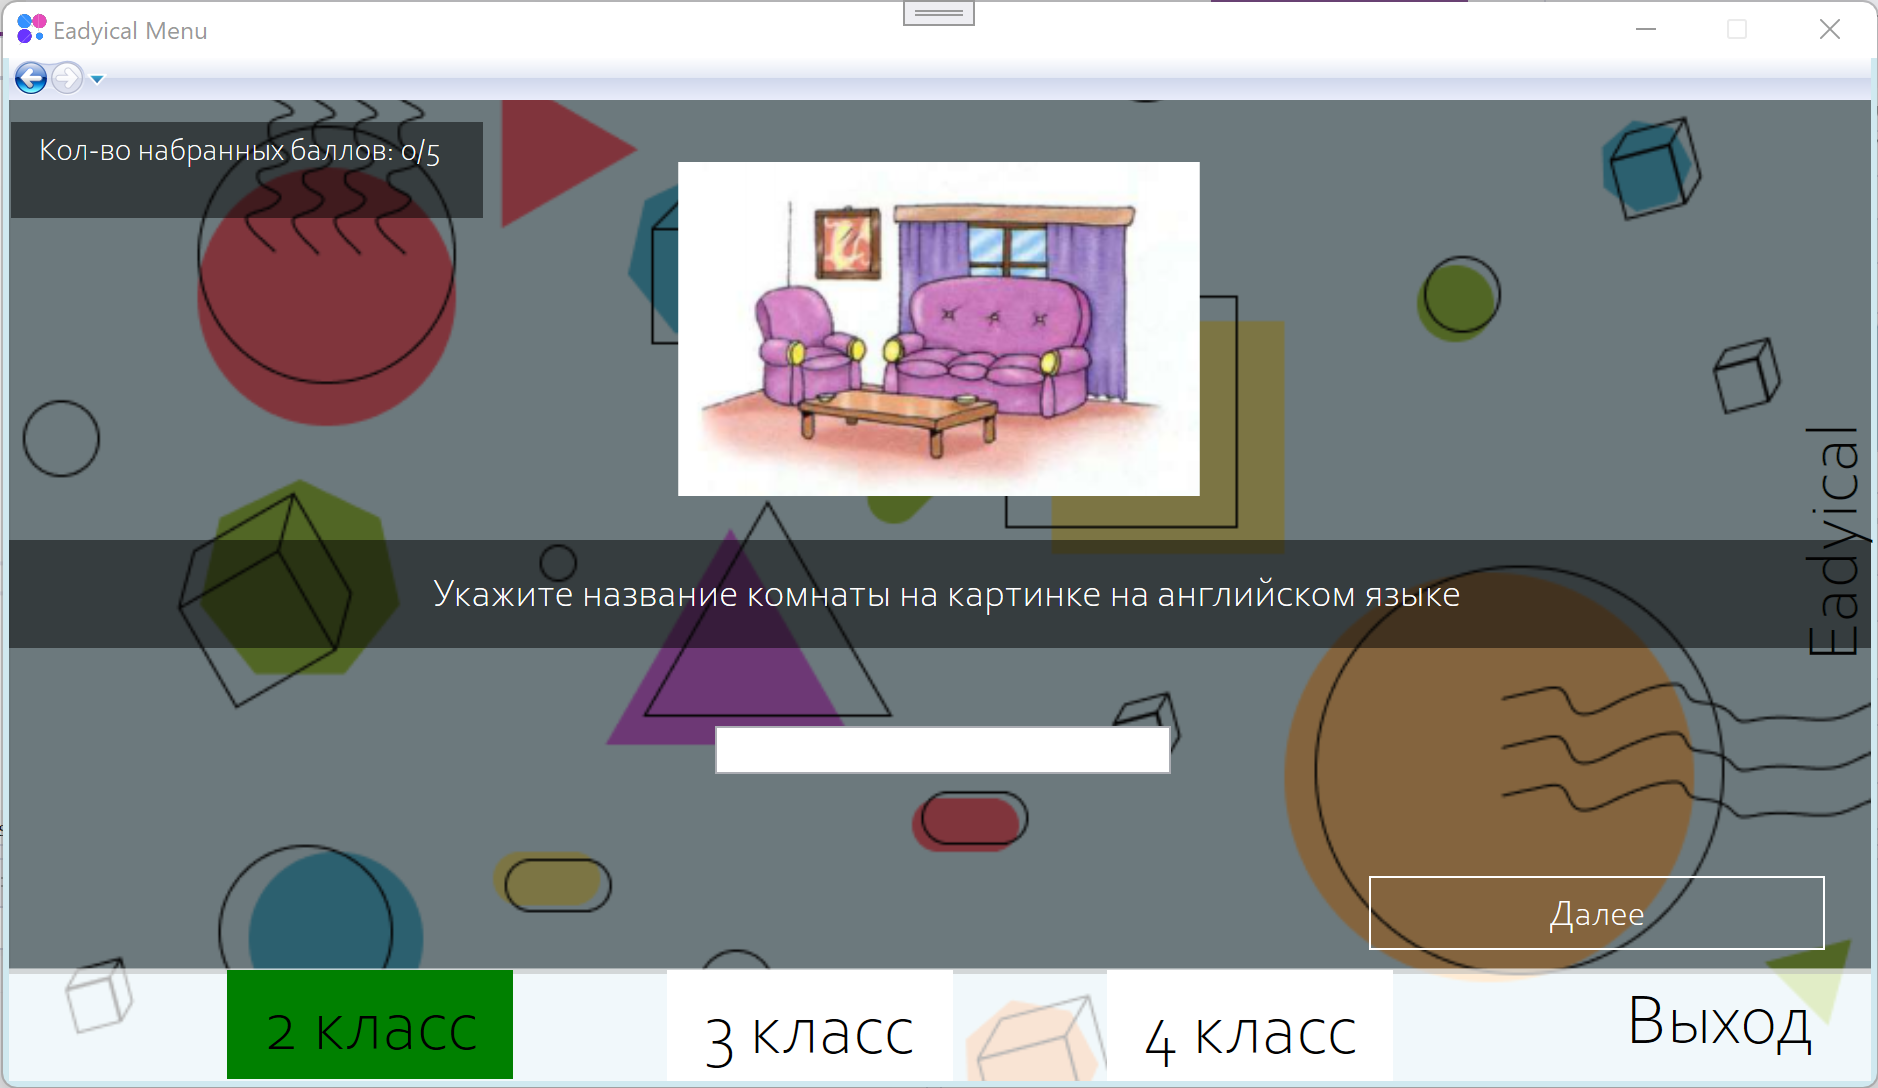 Eadyical Menu
Кол-во набранных баллов: 0/5
Укажите название комнаты на картинке на английском языке
Eadyical
Далее
2 класс
3 класс
4 класс
Выход